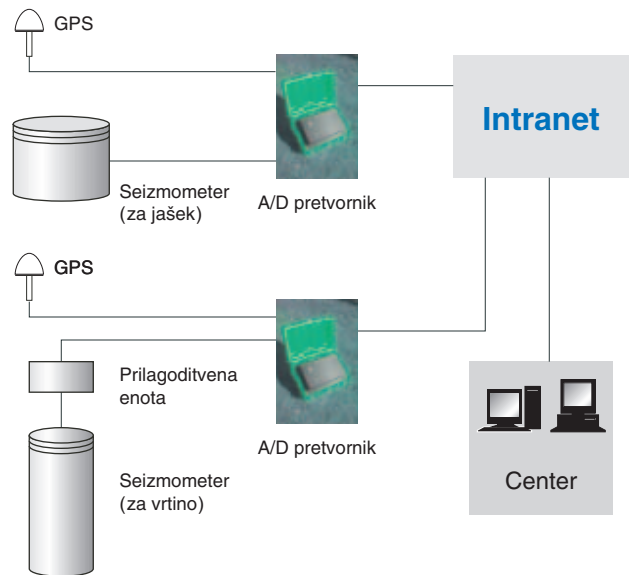 GPS
Intranet
Seizmometer
(za jašek)
A/D pretvornik
GPS
Prilagoditvena
enota
A/D pretvornik
Seizmometer
(za vrtino)
Center